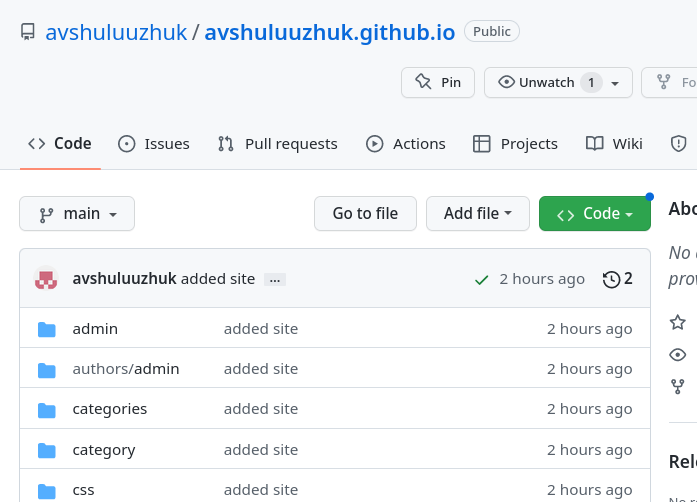 avshuluuzhuk / avshuluuzhuk.github.io Public
Pin Unwatch 1 Fo
Code Issues Pull requests Actions Projects Wiki
main Go to file Add file Code Abo
avshuluuzhuk added site ... 2 hours ago 2
No
prov
admin added site 2 hours ago
authors/admin added site 2 hours ago
categories added site 2 hours ago
category added site 2 hours ago
Rele
css added site 2 hours ago